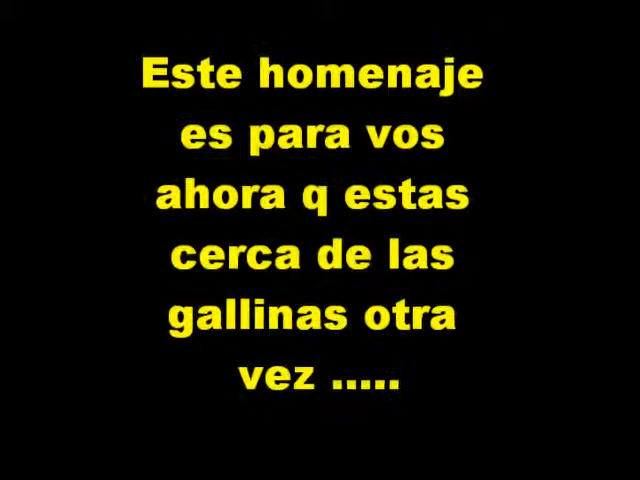 Este homenaje
es para vos
ahora q estas
cerca de las
gallinas otra
vez .....